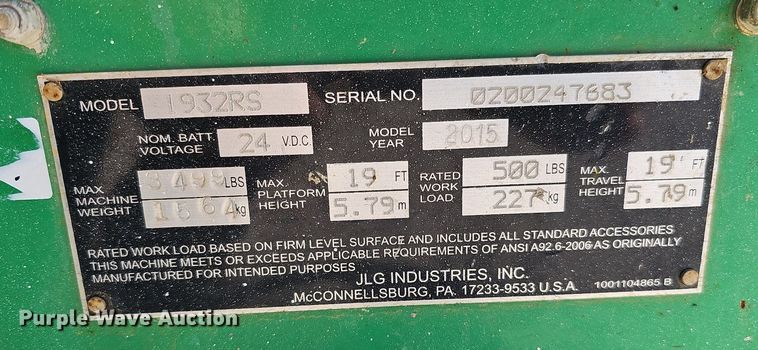 MODEL 1932RS SERIAL NO. 0200247683
NOM. BATT. VOLTAGE 24 V.D.C. MODEL YEAR 2015
MAX. MACHINE WEIGHT LBS kg
MAX. PLATFORM HEIGHT 19 FT 5.79 m
RATED WORK LOAD 500 LBS 227 kg
MAX. TRAVEL HEIGHT 19 FT 5.79 m
RATED WORK LOAD BASED ON FIRM LEVEL SURFACE AND INCLUDES ALL STANDARD ACCESSORIES
THIS MACHINE MEETS OR EXCEEDS APPLICABLE REQUIREMENTS OF ANSI A92.6-2006 AS ORIGINALLY
MANUFACTURED FOR INTENDED PURPOSES
JLG INDUSTRIES, INC.
McCONNELLSBURG, PA. 17233-9533 U.S.A. 1001104865 B
Purple Wave Auction